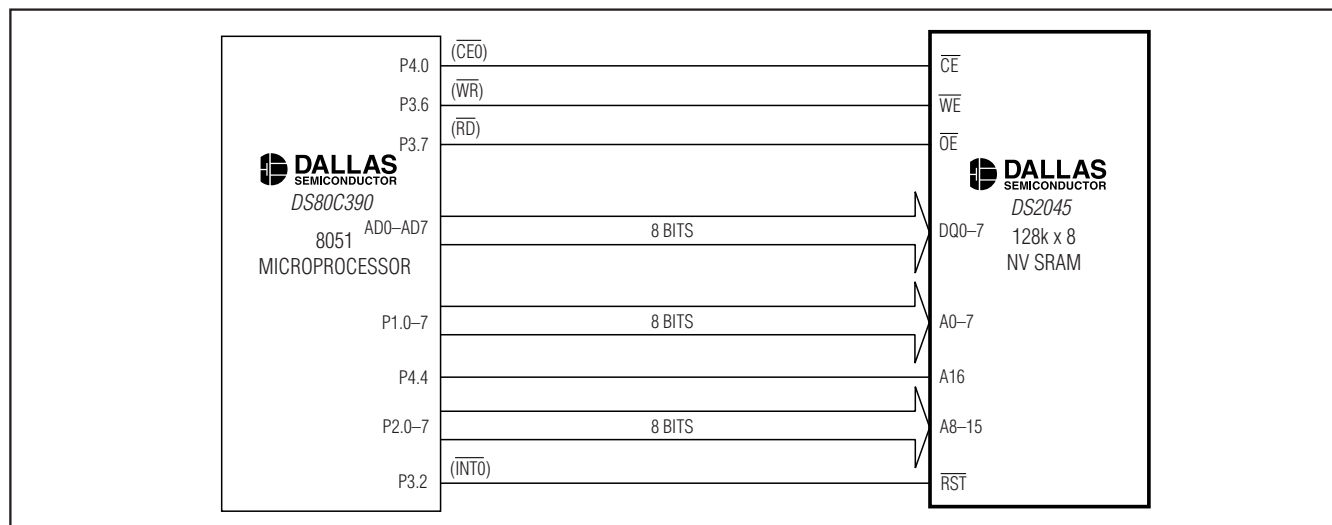 P4.0 (CE0) CE
P3.6 (WR) WE
P3.7 (RD) OE
DALLAS
SEMICONDUCTOR
DS80C390
8051
MICROPROCESSOR
DALLAS
SEMICONDUCTOR
DS2045
128k x 8
NV SRAM
AD0–AD7 8 BITS DQ0–7
P1.0–7 8 BITS A0–7
P4.4 A16
P2.0–7 8 BITS A8–15
P3.2 (INT0) RST